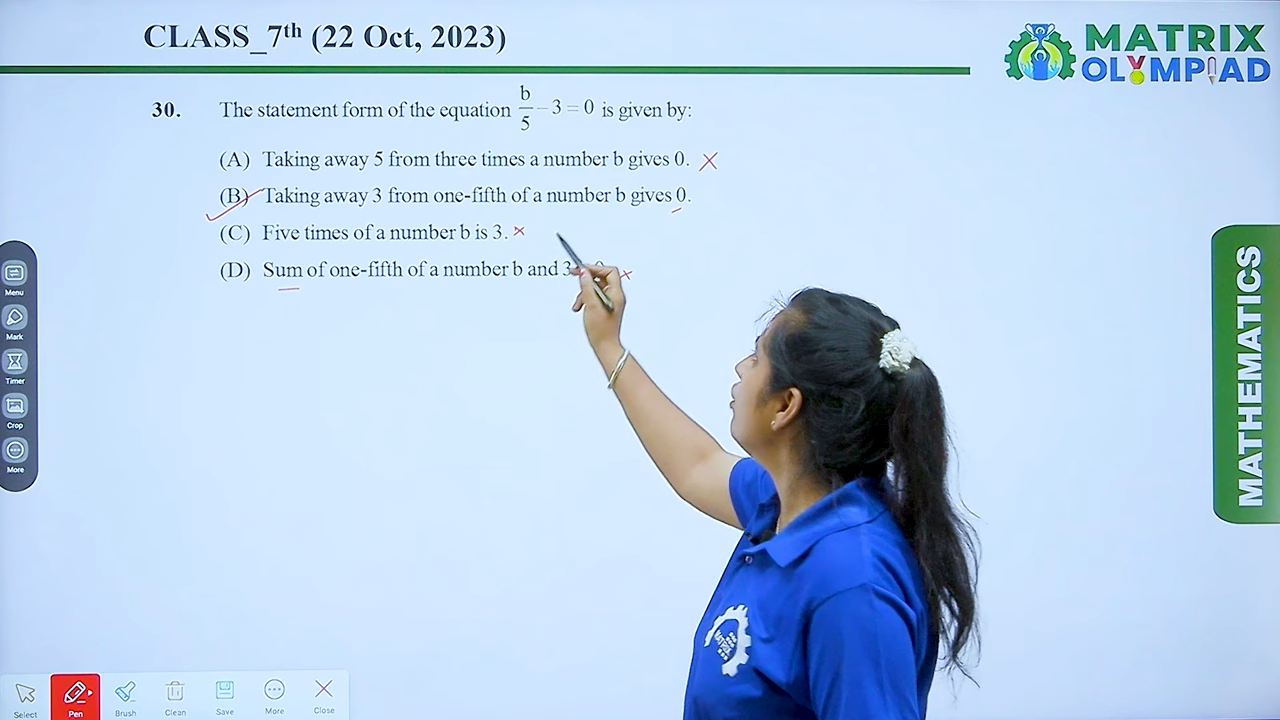 CLASS_7th (22 Oct, 2023)
MATRIX
OLYMPIAD
30. The statement form of the equation b/5 − 3 = 0 is given by:
(A) Taking away 5 from three times a number b gives 0.
(B) Taking away 3 from one-fifth of a number b gives 0.
(C) Five times of a number b is 3.
(D) Sum of one-fifth of a number b and 3
MATHEMATICS
Menu
Mark
Timer
Crop
More
Select
Pen
Brush
Clean
Save
More
Close